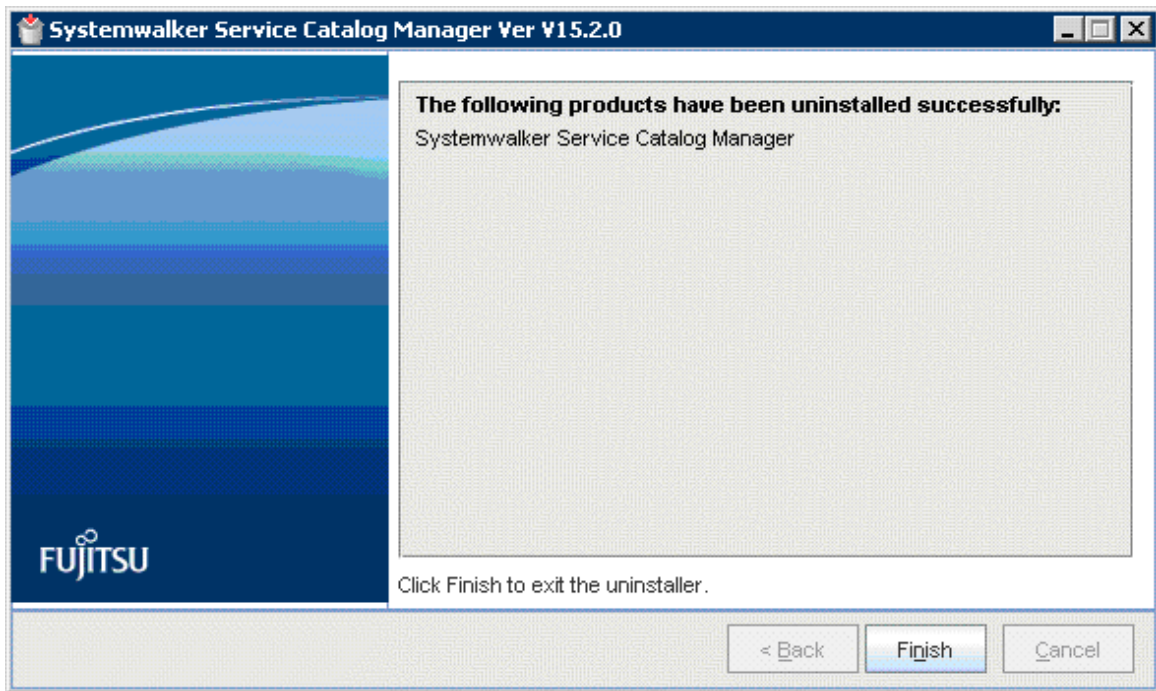 Systemwalker Service Catalog Manager Ver V15.2.0
The following products have been uninstalled successfully:
Systemwalker Service Catalog Manager
FUJITSU
Click Finish to exit the uninstaller.
< Back
Finish
Cancel